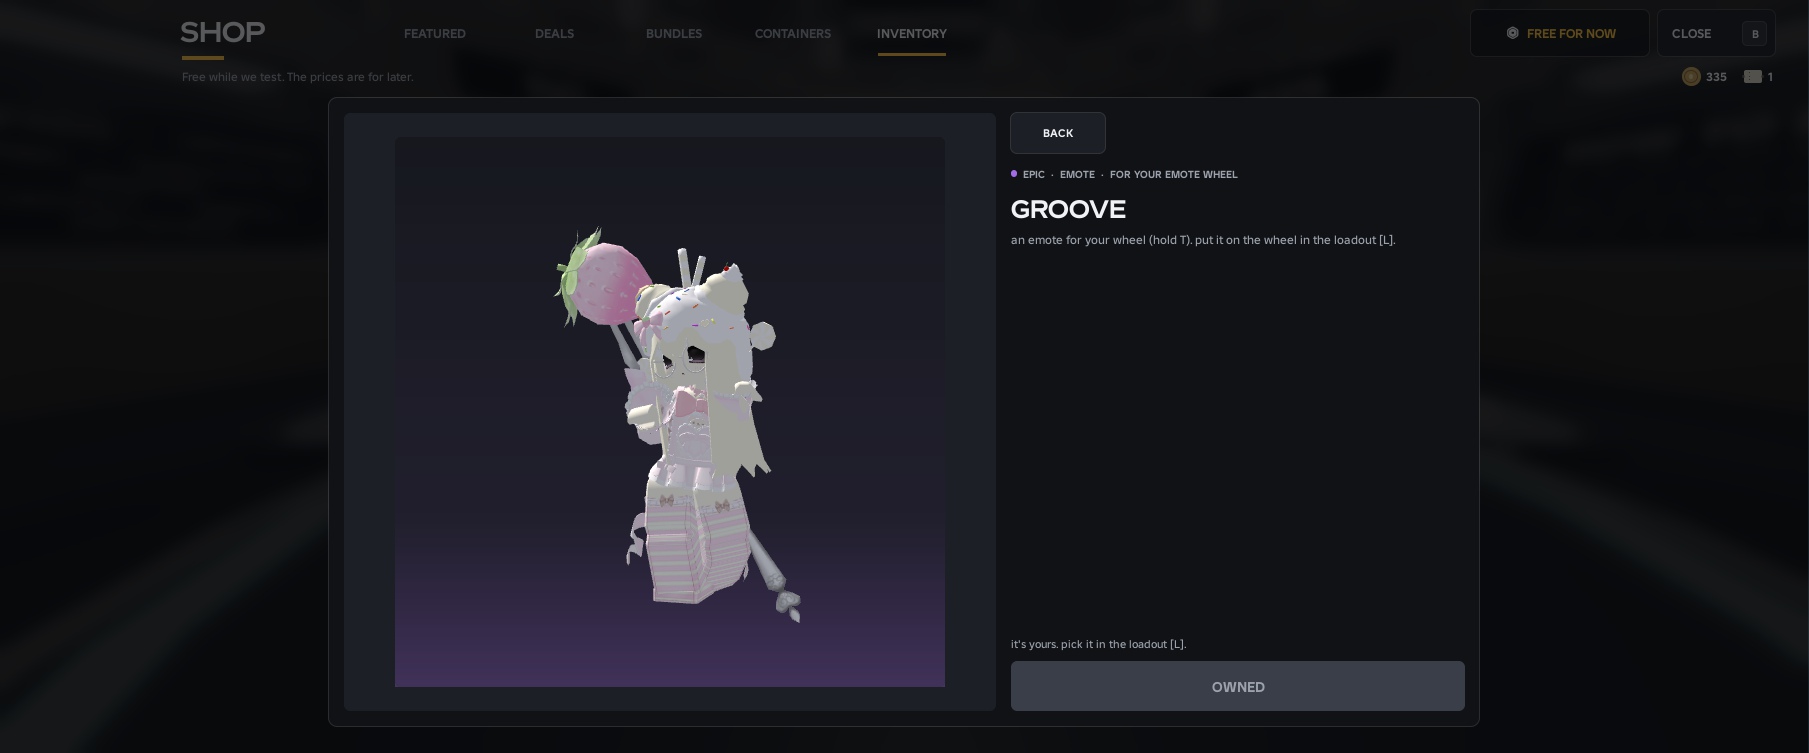 SHOP
FEATURED
DEALS
BUNDLES
CONTAINERS
INVENTORY
FREE FOR NOW
CLOSE
B
Free while we test. The prices are for later.
335
1
BACK
EPIC · EMOTE · FOR YOUR EMOTE WHEEL
GROOVE
an emote for your wheel (hold T). put it on the wheel in the loadout [L].
it's yours. pick it in the loadout [L].
OWNED